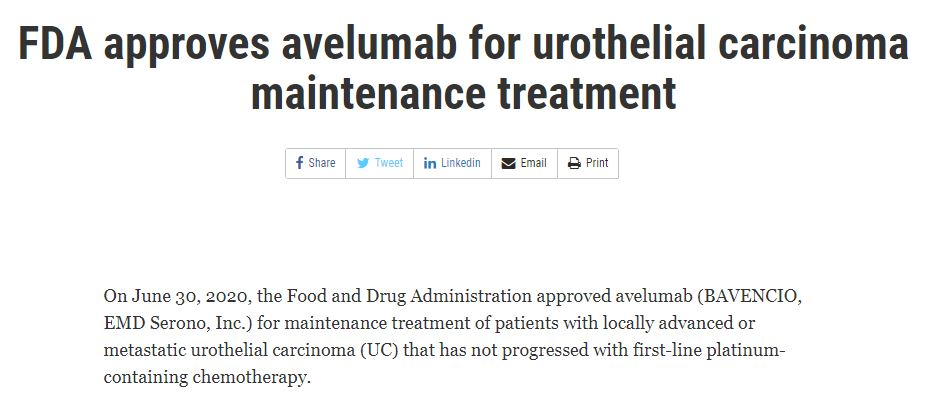 FDA approves avelumab for urothelial carcinoma
maintenance treatment
Share Tweet Linkedin Email Print
On June 30, 2020, the Food and Drug Administration approved avelumab (BAVENCIO,
EMD Serono, Inc.) for maintenance treatment of patients with locally advanced or
metastatic urothelial carcinoma (UC) that has not progressed with first-line platinum-
containing chemotherapy.